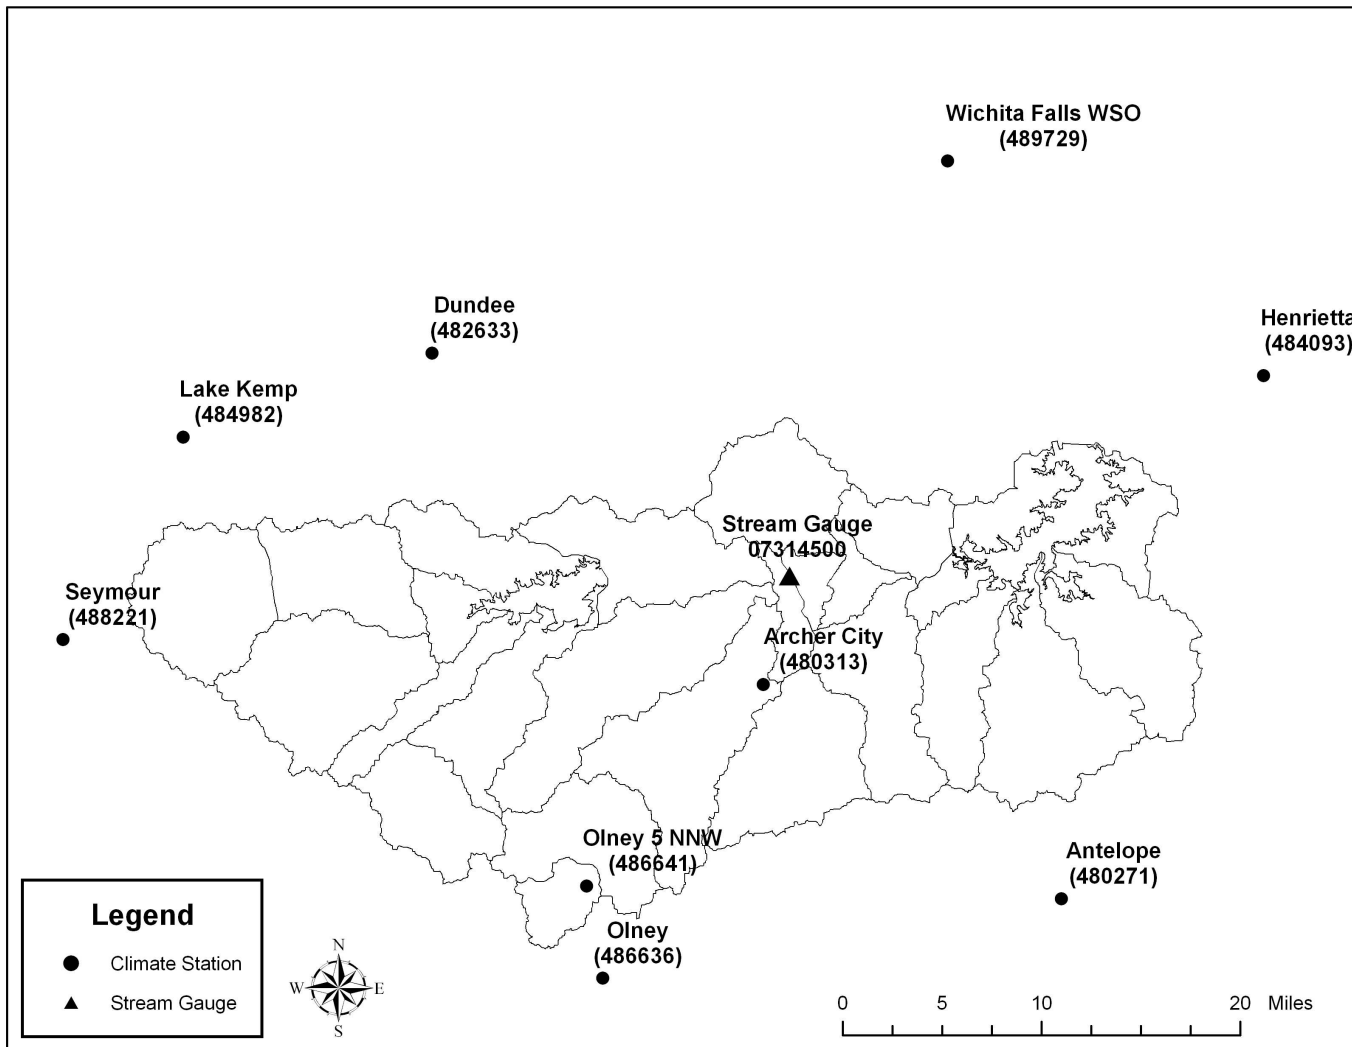 Wichita Falls WSO
(489729)
Dundee
(482633)
Henrietta
(484093)
Lake Kemp
(484982)
Stream Gauge
07314500
Seymour
(488221)
Archer City
(480313)
Olney 5 NNW
(486641)
Antelope
(480271)
Olney
(486636)
Legend
Climate Station
Stream Gauge
N
W E
S
0 5 10 20 Miles